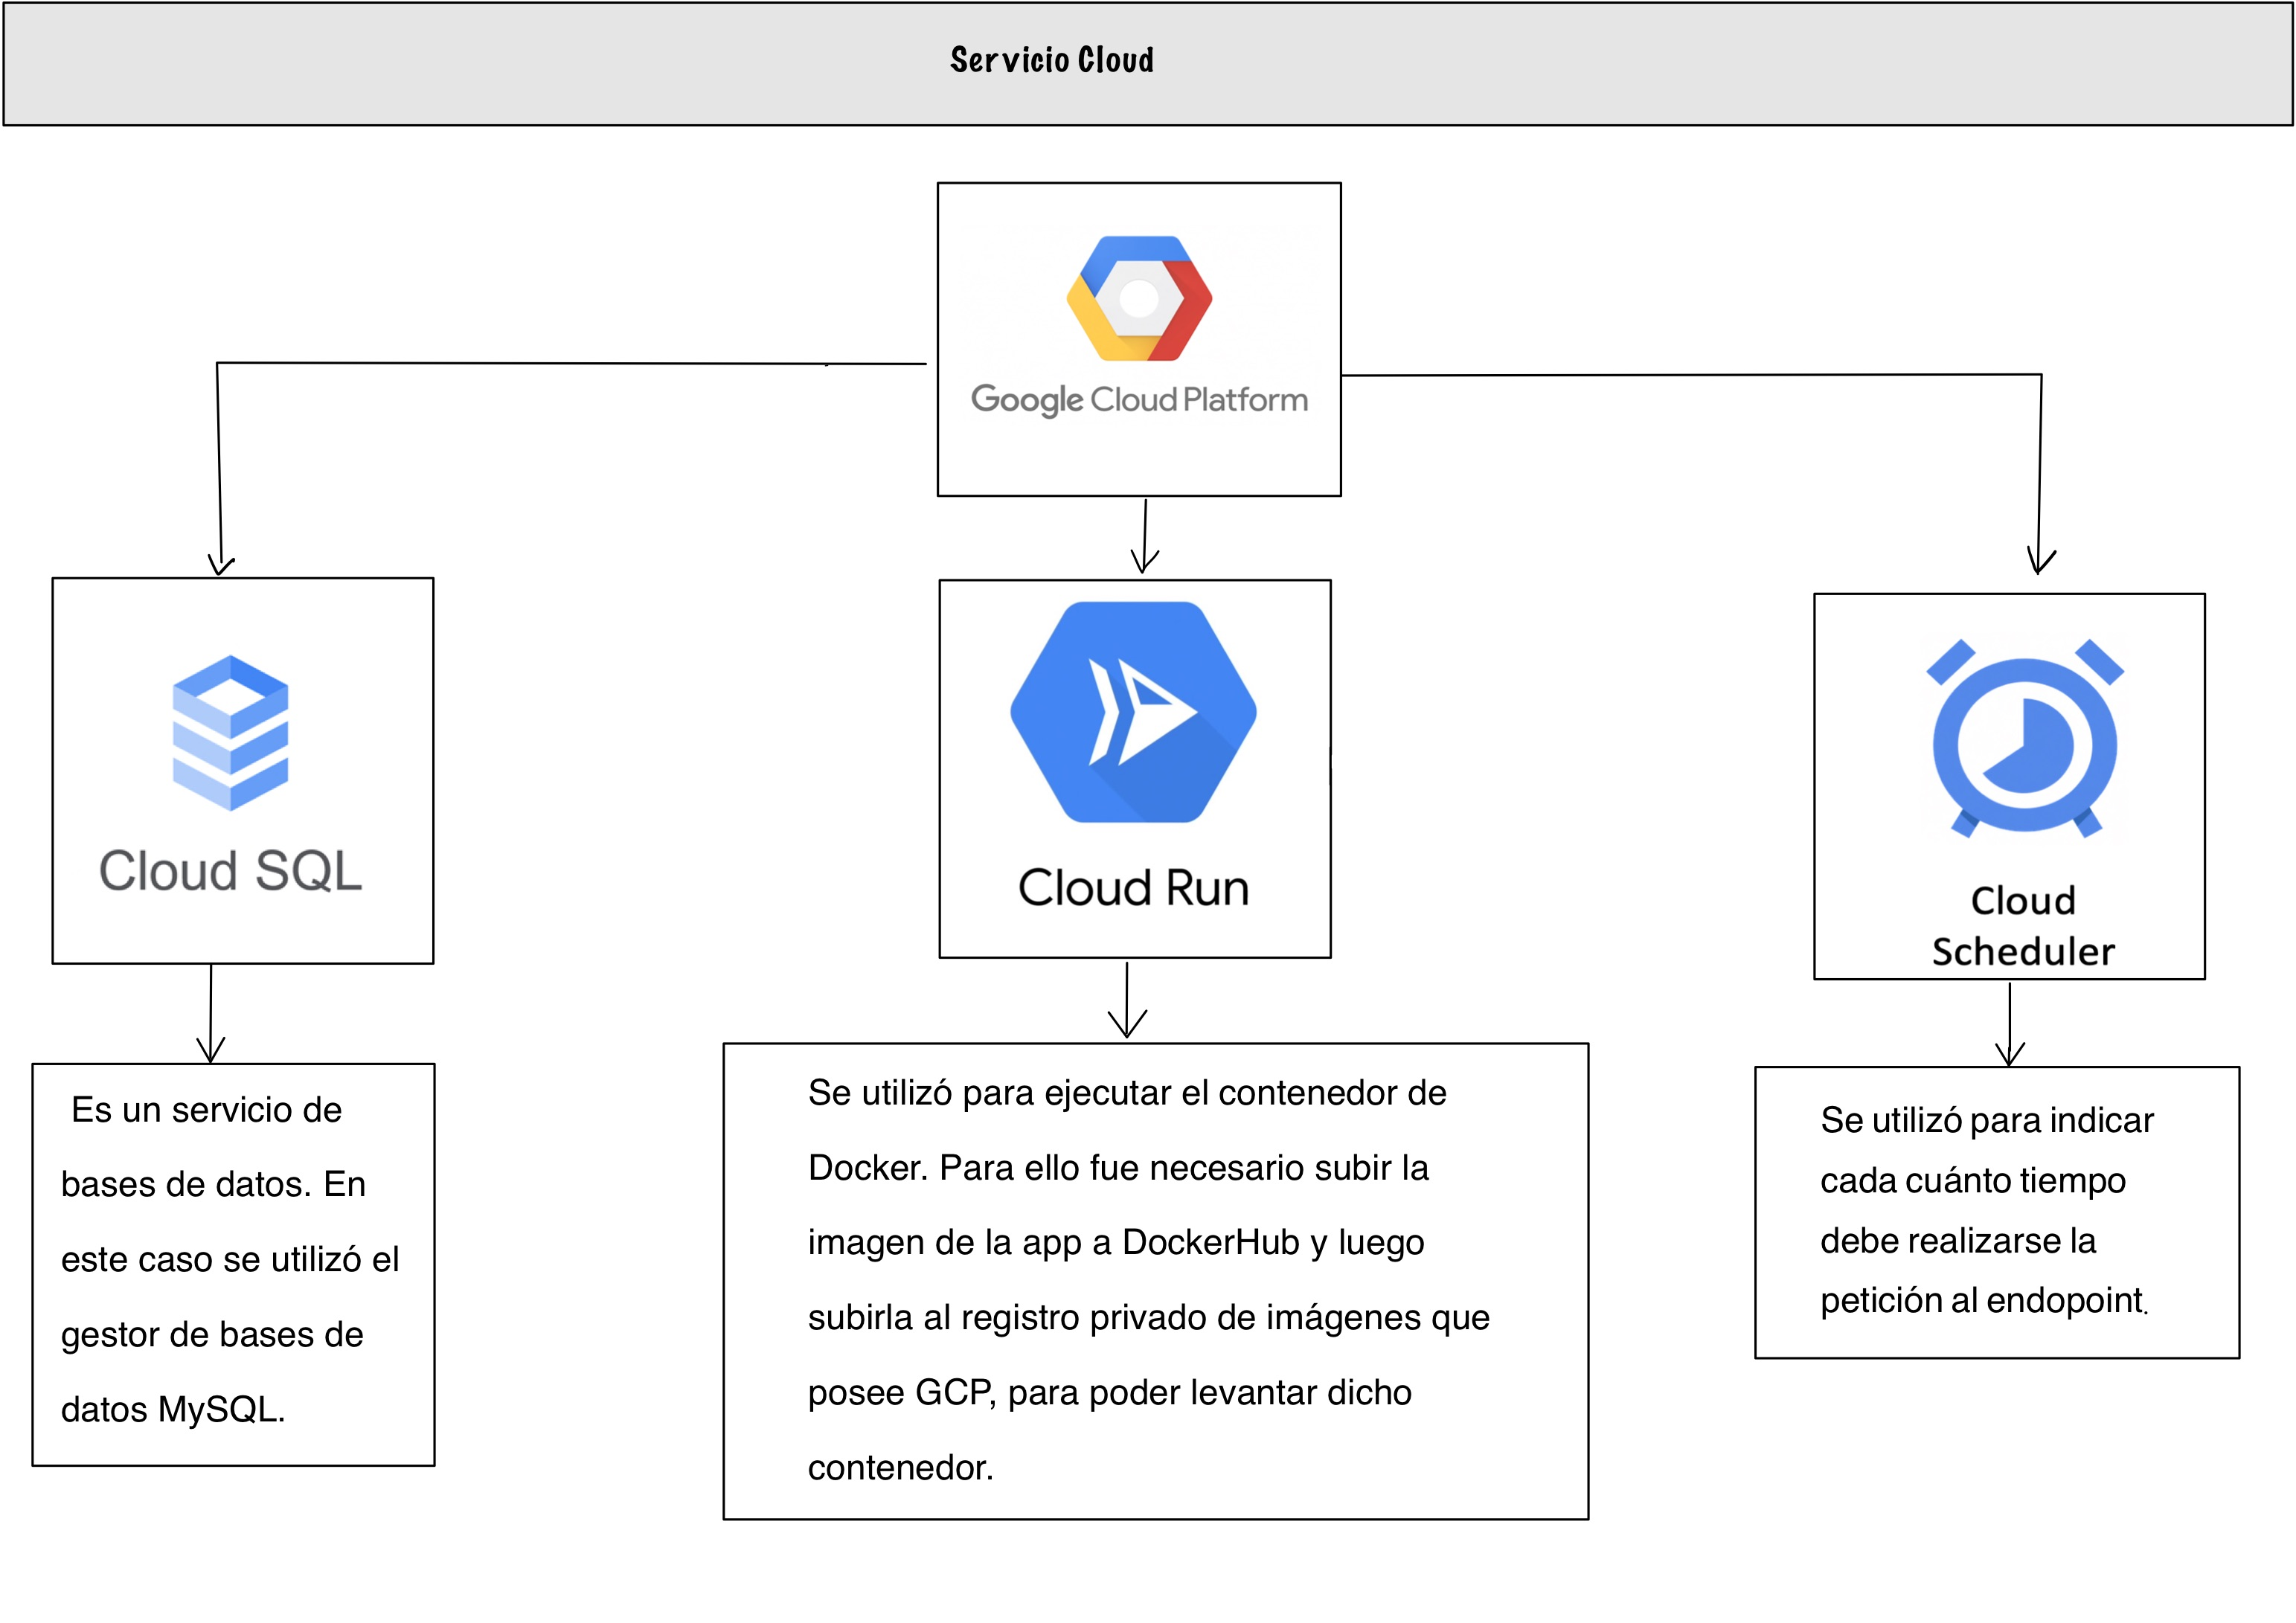 Servicio Cloud
Google Cloud Platform
Cloud SQL
Cloud Run
Cloud
Scheduler
Es un servicio de
bases de datos. En
este caso se utilizó el
gestor de bases de
datos MySQL.
Se utilizó para ejecutar el contenedor de
Docker. Para ello fue necesario subir la
imagen de la app a DockerHub y luego
subirla al registro privado de imágenes que
posee GCP, para poder levantar dicho
contenedor.
Se utilizó para indicar
cada cuánto tiempo
debe realizarse la
petición al endopoint.